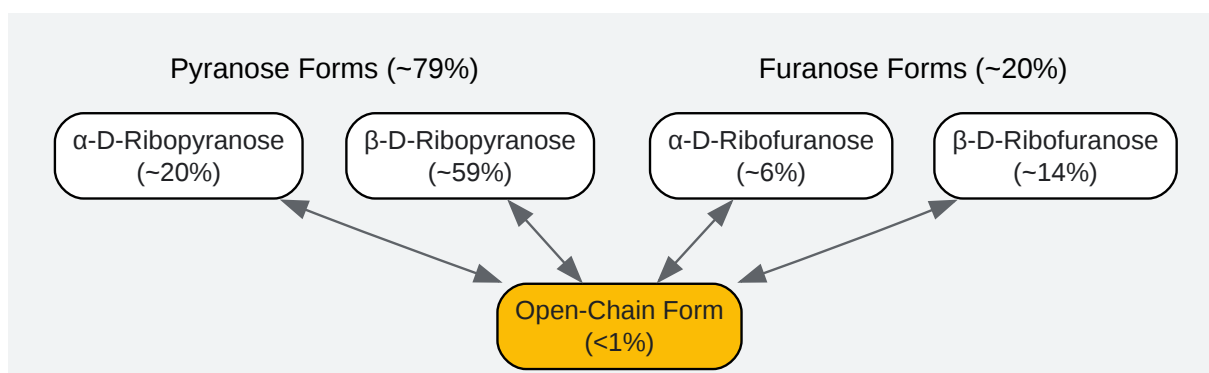 Pyranose Forms (~79%)
Furanose Forms (~20%)
α-D-Ribopyranose
(~20%)
β-D-Ribopyranose
(~59%)
α-D-Ribofuranose
(~6%)
β-D-Ribofuranose
(~14%)
Open-Chain Form
(<1%)